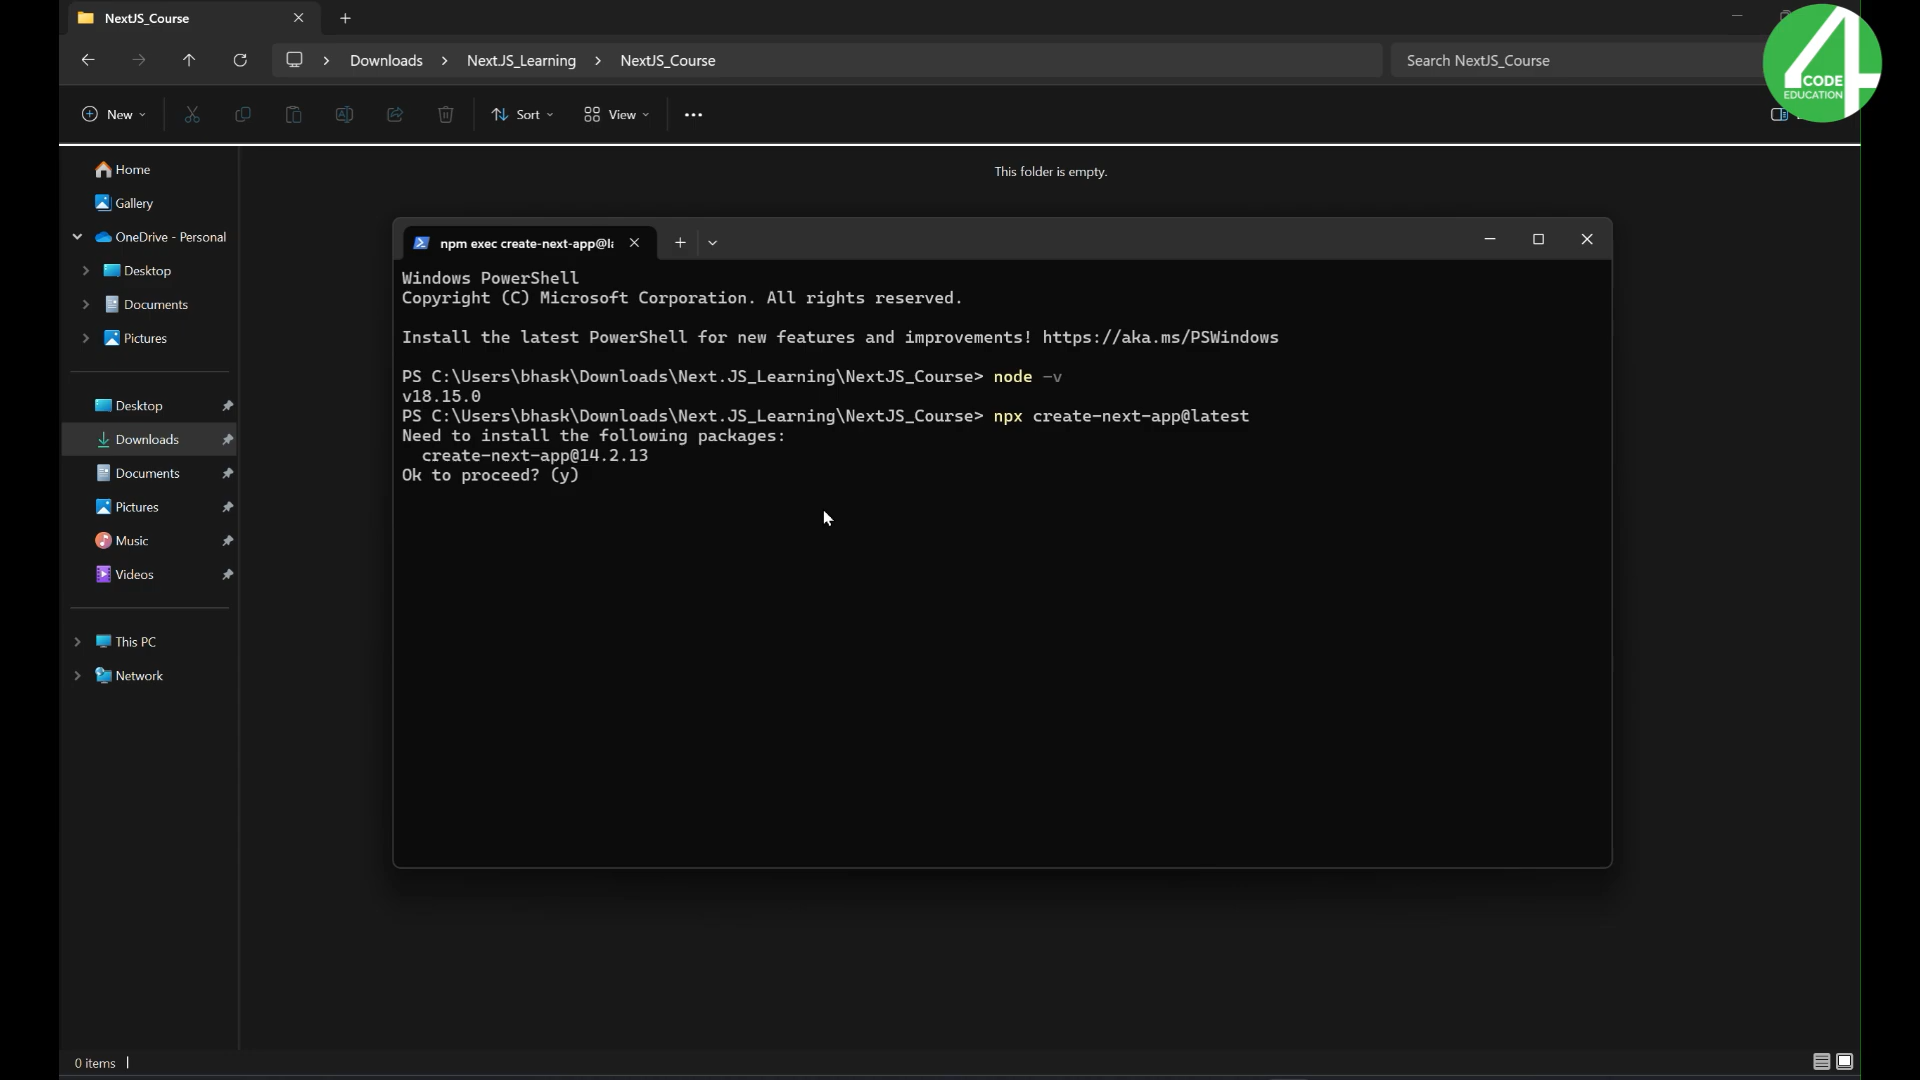 NextJS_Course
Downloads > Next.JS_Learning > NextJS_Course
Search NextJS_Course
4
CODE
EDUCATION
New
Sort
View
Home
Gallery
OneDrive - Personal
Desktop
Documents
Pictures
Desktop
Downloads
Documents
Pictures
Music
Videos
This PC
Network
This folder is empty.
npm exec create-next-app@la
Windows PowerShell
Copyright (C) Microsoft Corporation. All rights reserved.
Install the latest PowerShell for new features and improvements! https://aka.ms/PSWindows
PS C:\Users\bhask\Downloads\Next.JS_Learning\NextJS_Course> node -v
v18.15.0
PS C:\Users\bhask\Downloads\Next.JS_Learning\NextJS_Course> npx create-next-app@latest
Need to install the following packages:
create-next-app@14.2.13
Ok to proceed? (y)
0 items